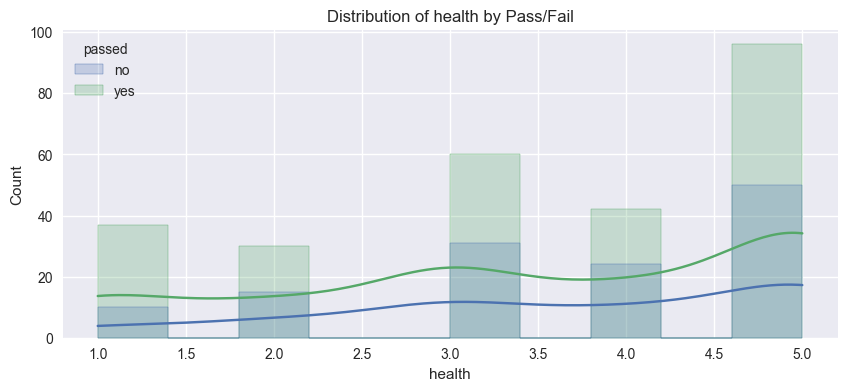 Distribution of health by Pass/Fail
passed
no
yes
100
80
60
40
20
0
Count
1.0 1.5 2.0 2.5 3.0 3.5 4.0 4.5 5.0
health